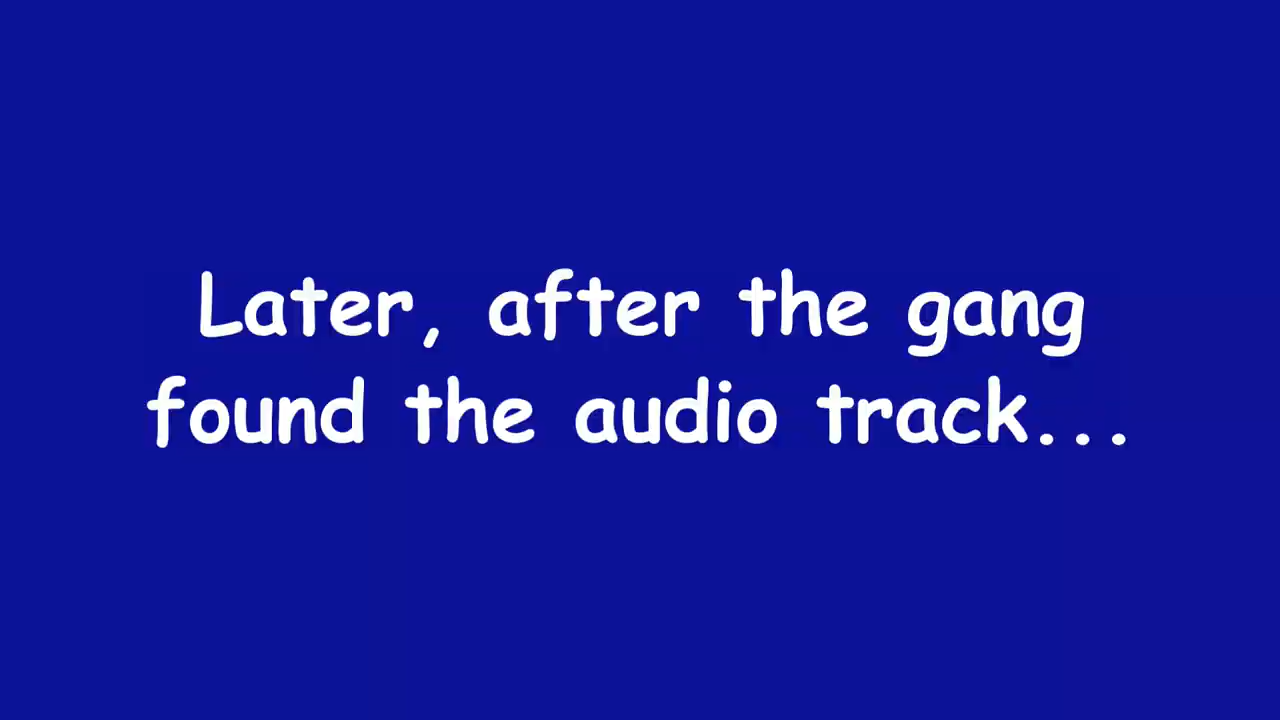 Later, after the gang
found the audio track...